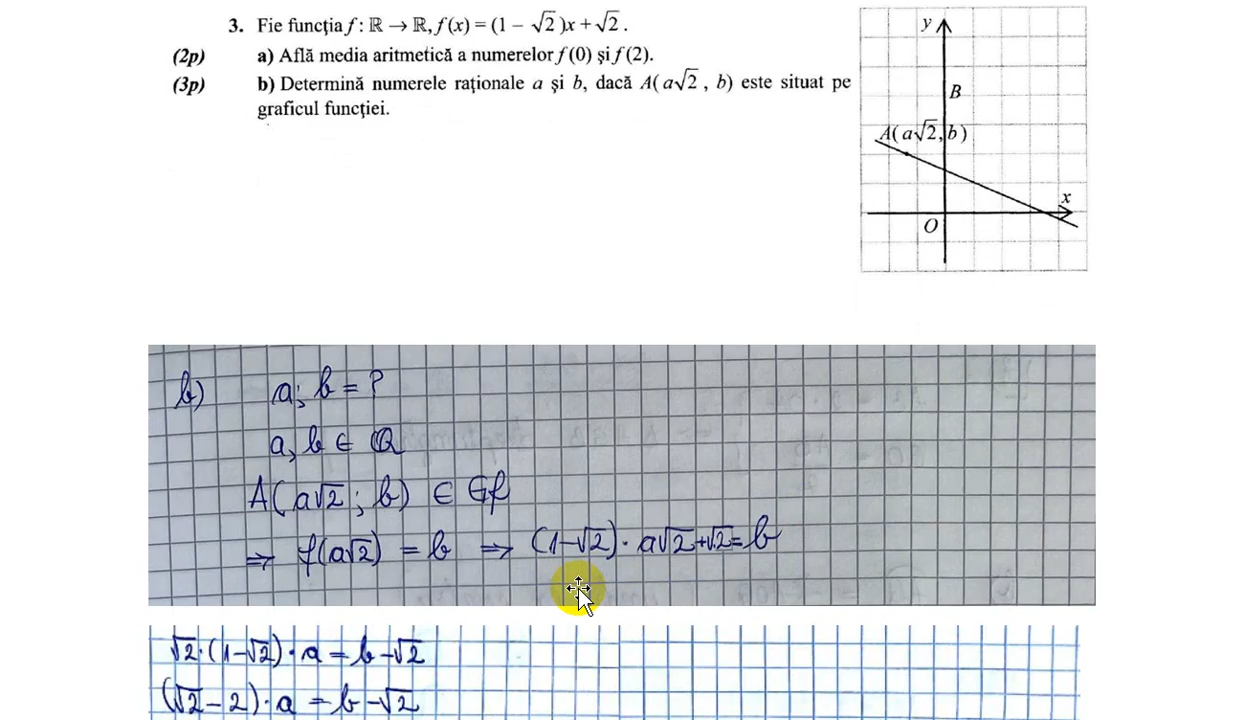 3. Fie funcția f : ℝ → ℝ, f(x) = (1 − √2)x + √2.
(2p) a) Află media aritmetică a numerelor f(0) și f(2).
(3p) b) Determină numerele raționale a și b, dacă A(a√2, b) este situat pe
graficul funcției.
y
B
A(a√2, b)
x
O
b) a; b = ?
a, b ∈ ℚ
A(a√2; b) ∈ Gf
⇒ f(a√2) = b ⇒ (1−√2)·a√2+√2=b
√2·(1−√2)·a = b−√2
(√2−2)·a = b−√2